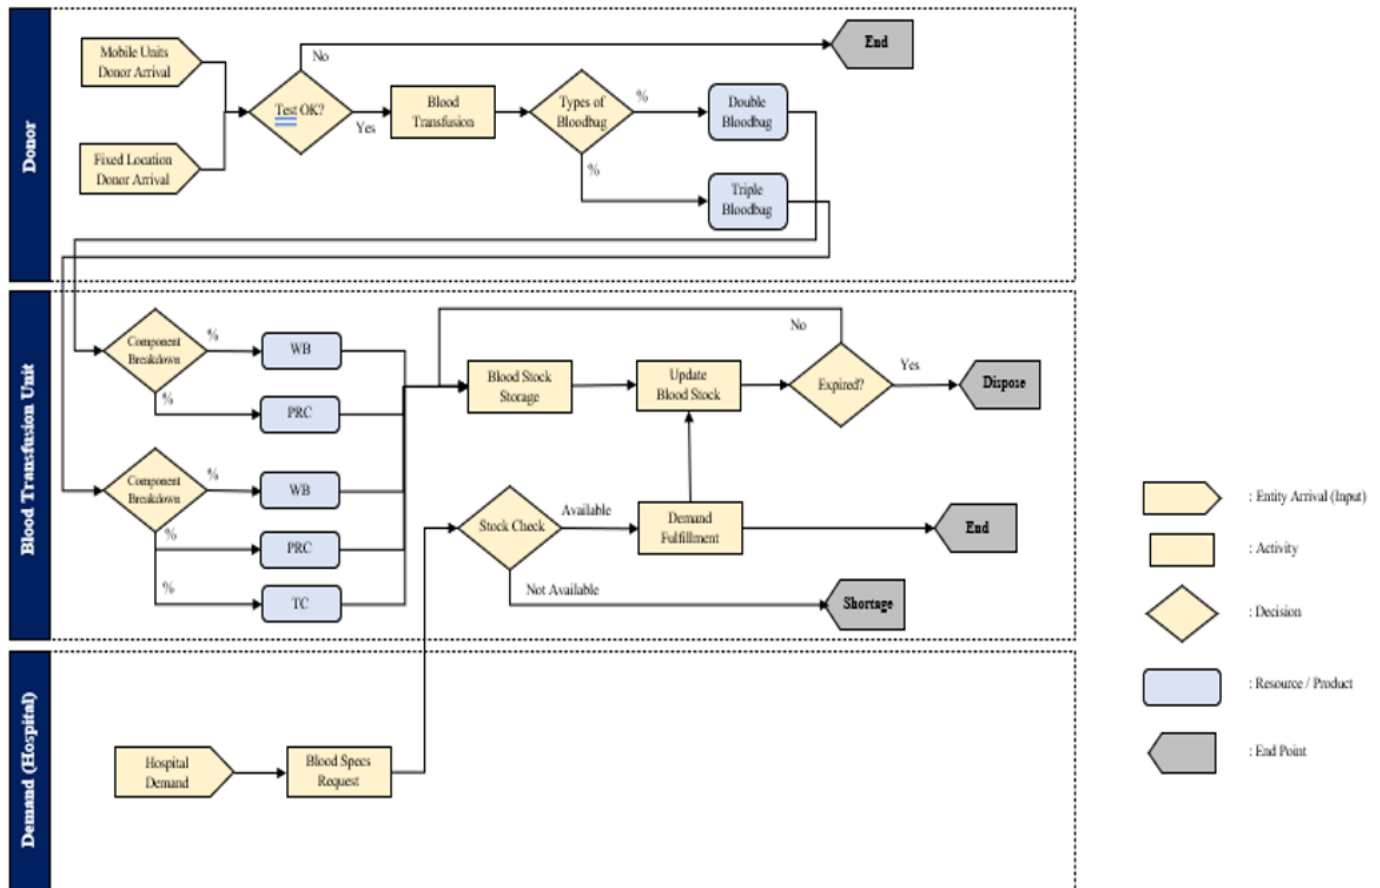 Donor
Mobile Units
Donor Arrival
Fixed Location
Donor Arrival
Test OK?
No
Yes
Blood
Transfusion
Types of
Bloodbag
%
%
Double
Bloodbag
Triple
Bloodbag
End
Blood Transfusion Unit
Component
Breakdown
%
%
WB
PRC
Component
Breakdown
%
%
%
WB
PRC
TC
Blood Stock
Storage
Update
Blood Stock
Expired?
No
Yes
Dispose
Stock Check
Available
Not Available
Demand
Fulfillment
End
Shortage
Demand (Hospital)
Hospital
Demand
Blood Specs
Request
: Entity Arrival (Input)
: Activity
: Decision
: Resource / Product
: End Point